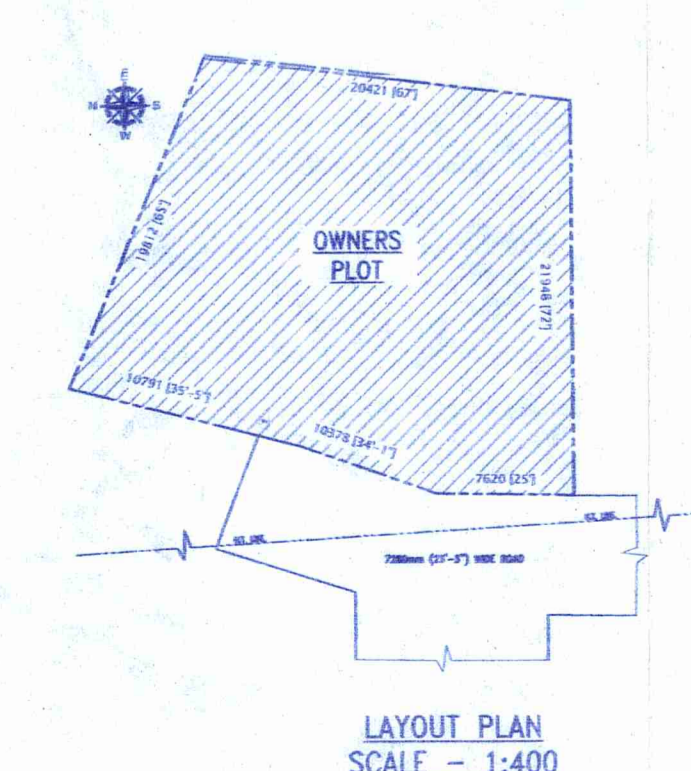 E
N S
W
20421 [67']
19812 [65']
OWNERS
PLOT
21946 [72']
10791 [35'-5"]
10378 [34'-1"]
7620 [25']
(23'-5") WIDE ROAD
LAYOUT PLAN
SCALE - 1:400